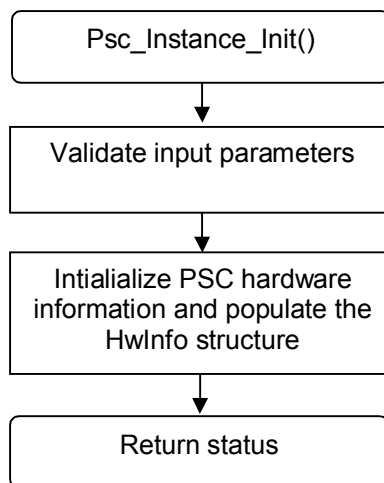 Psc_Instance_Init()
Validate input parameters
Intialialize PSC hardware
information and populate the
HwInfo structure
Return status